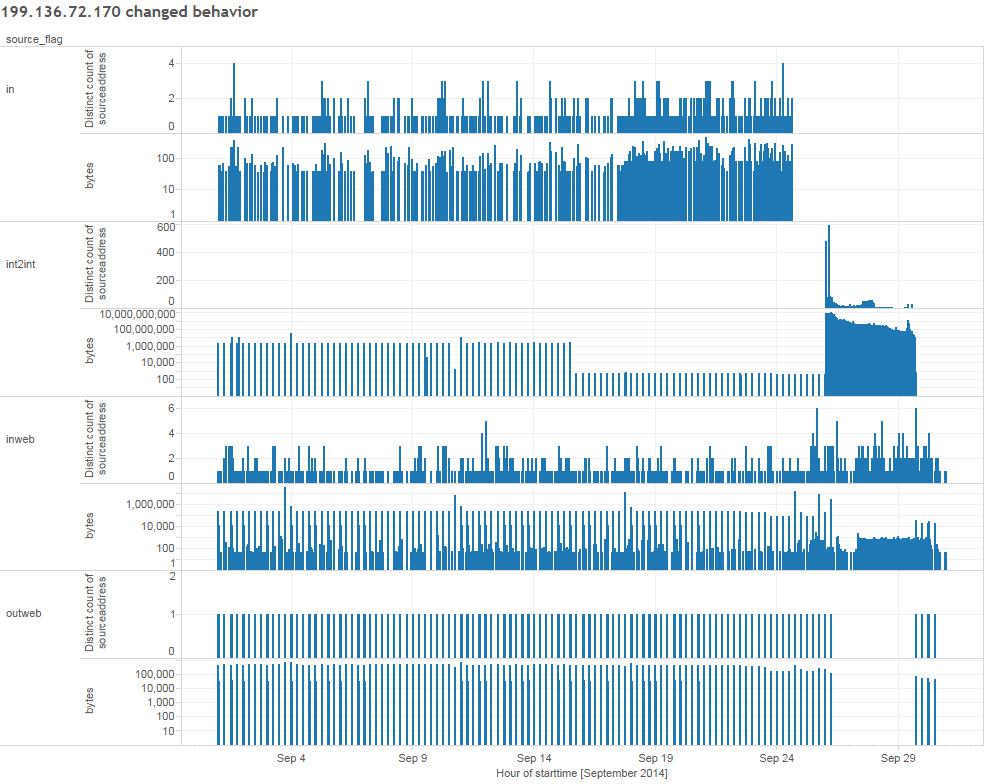 199.136.72.170 changed behavior
source_flag
in
Distinct count of
sourceaddress
4
2
0
bytes
100
10
1
int2int
Distinct count of
sourceaddress
600
400
200
0
bytes
10,000,000,000
100,000,000
1,000,000
10,000
100
inweb
Distinct count of
sourceaddress
6
4
2
0
bytes
1,000,000
10,000
100
1
outweb
Distinct count of
sourceaddress
2
1
0
bytes
100,000
10,000
1,000
100
10
Sep 4 Sep 9 Sep 14 Sep 19 Sep 24 Sep 29
Hour of starttime [September 2014]